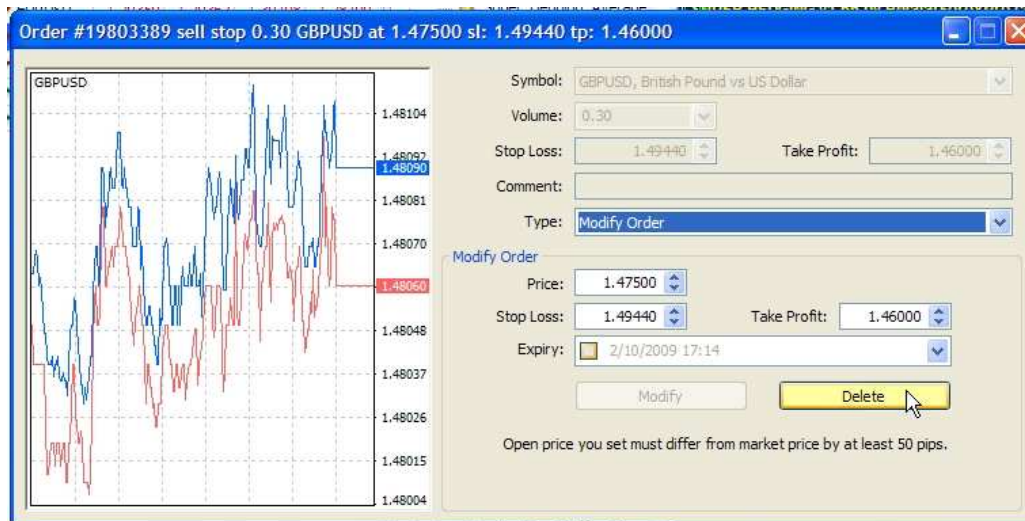 Order #19803389 sell stop 0.30 GBPUSD at 1.47500 sl: 1.49440 tp: 1.46000
GBPUSD
1.48104
1.48092
1.48090
1.48081
1.48070
1.48060
1.48048
1.48037
1.48026
1.48015
1.48004
Symbol: GBPUSD, British Pound vs US Dollar
Volume: 0.30
Stop Loss: 1.49440 Take Profit: 1.46000
Comment:
Type: Modify Order
Modify Order
Price: 1.47500
Stop Loss: 1.49440 Take Profit: 1.46000
Expiry: 2/10/2009 17:14
Modify Delete
Open price you set must differ from market price by at least 50 pips.